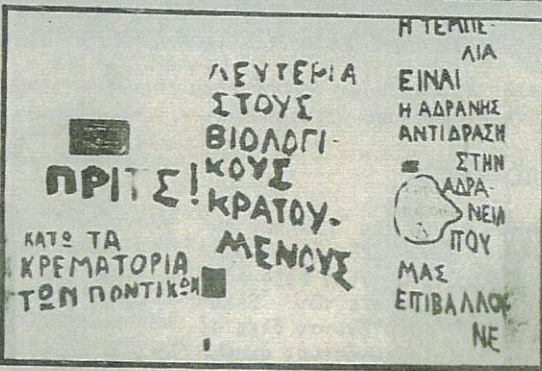 ΠΡΙΤΣ!
ΚΑΤΩ ΤΑ
ΚΡΕΜΑΤΟΡΙΑ
ΤΩΝ ΠΟΝΤΙΚΩΝ
ΛΕΥΤΕΡΙΑ
ΣΤΟΥΣ
ΒΙΟΛΟΓΙ-
ΚΟΥΣ
ΚΡΑΤΟΥ-
ΜΕΝΟΥΣ
Η ΤΕΜΠΕ-
ΛΙΑ
ΕΙΝΑΙ
Η ΑΔΡΑΝΗΣ
ΑΝΤΙΔΡΑΣΗ
ΣΤΗΝ
ΑΔΡΑ-
ΝΕΙΑ
ΠΟΥ
ΜΑΣ
ΕΠΙΒΑΛΛΟΥ
ΝΕ